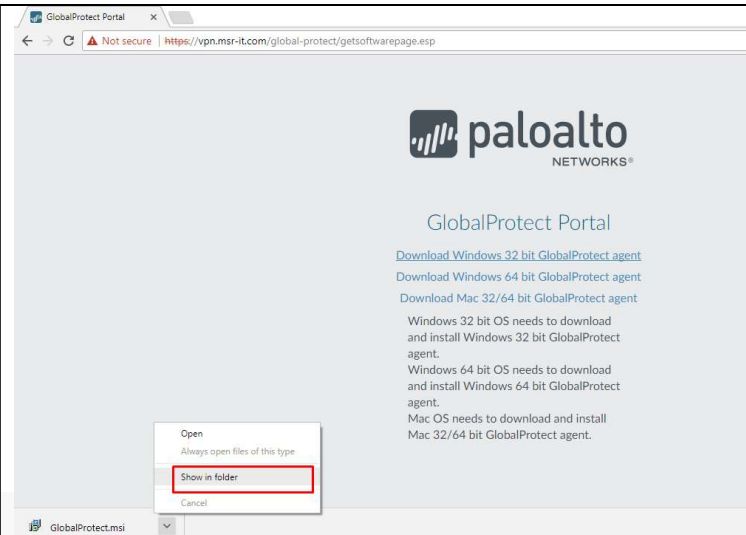 GlobalProtect Portal
Not secure | https://vpn.msr-it.com/global-protect/getsoftwarepage.esp
paloalto
NETWORKS®
GlobalProtect Portal
Download Windows 32 bit GlobalProtect agent
Download Windows 64 bit GlobalProtect agent
Download Mac 32/64 bit GlobalProtect agent
Windows 32 bit OS needs to download
and install Windows 32 bit GlobalProtect
agent.
Windows 64 bit OS needs to download
and install Windows 64 bit GlobalProtect
agent.
Mac OS needs to download and install
Mac 32/64 bit GlobalProtect agent.
Open
Always open files of this type
Show in folder
Cancel
GlobalProtect.msi